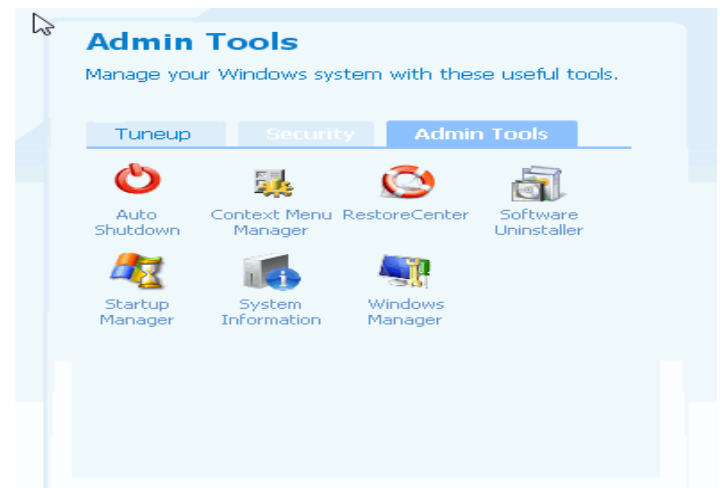 Admin Tools
Manage your Windows system with these useful tools.
Tuneup Security Admin Tools
Auto Shutdown
Context Menu Manager
RestoreCenter
Software Uninstaller
Startup Manager
System Information
Windows Manager